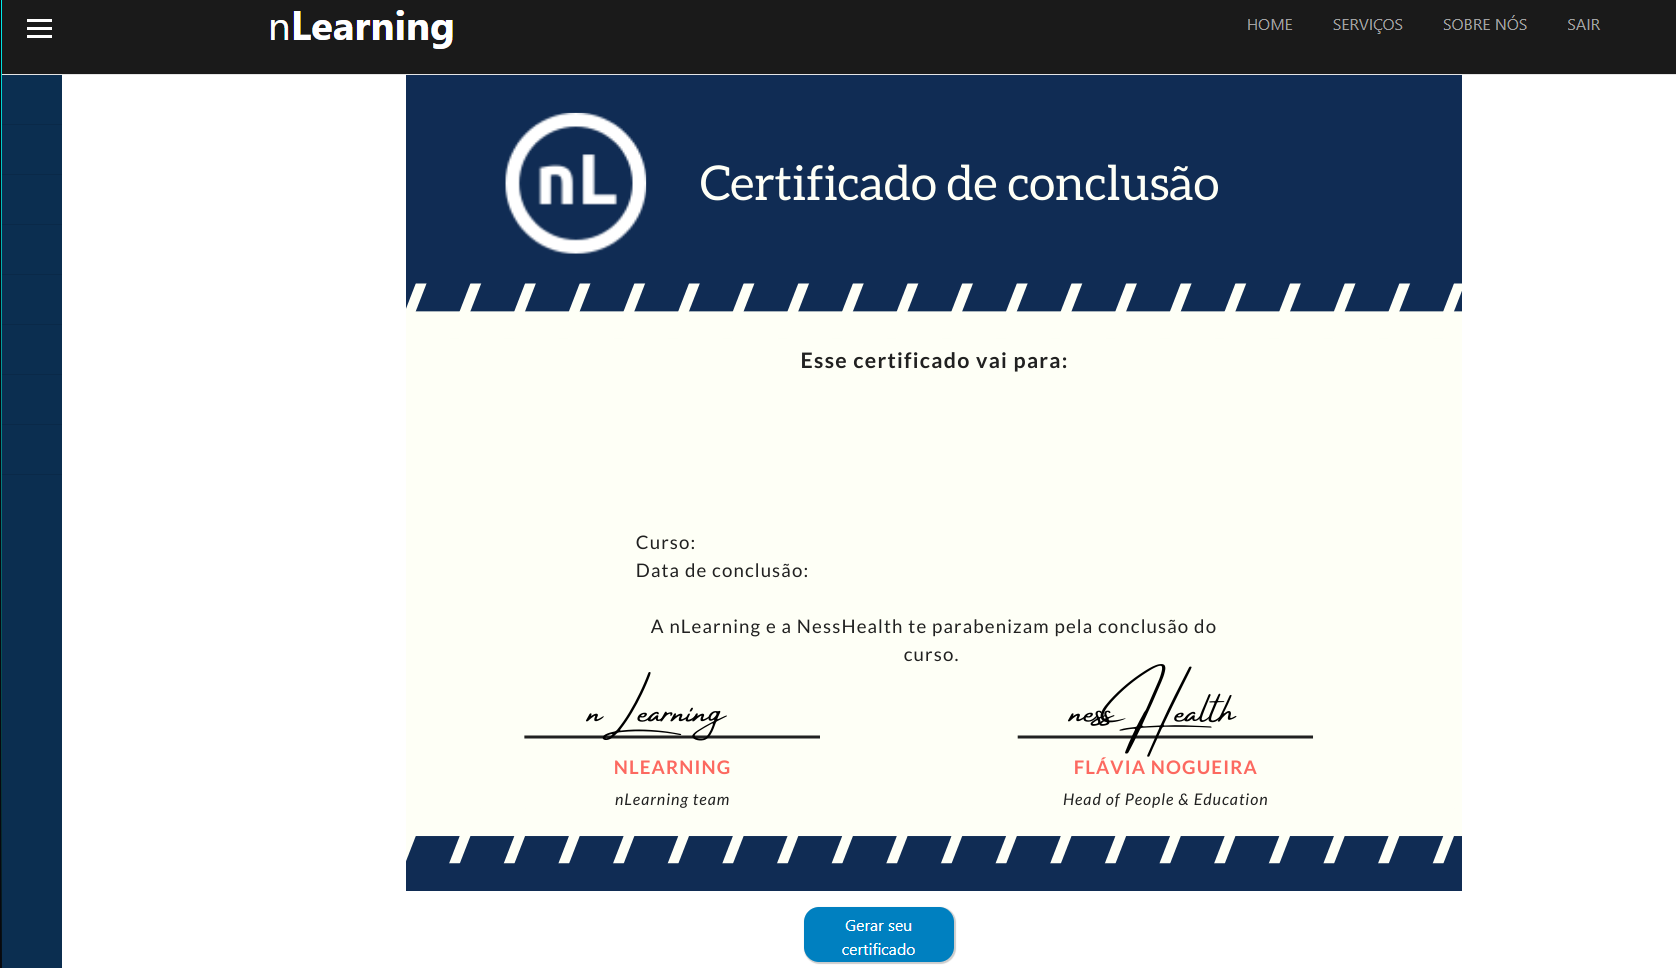 nLearning
HOME SERVIÇOS SOBRE NÓS SAIR
nL
Certificado de conclusão
Esse certificado vai para:
Curso:
Data de conclusão:
A nLearning e a NessHealth te parabenizam pela conclusão do
curso.
n Learning
ness Health
NLEARNING
FLÁVIA NOGUEIRA
nLearning team
Head of People & Education
Gerar seu
certificado